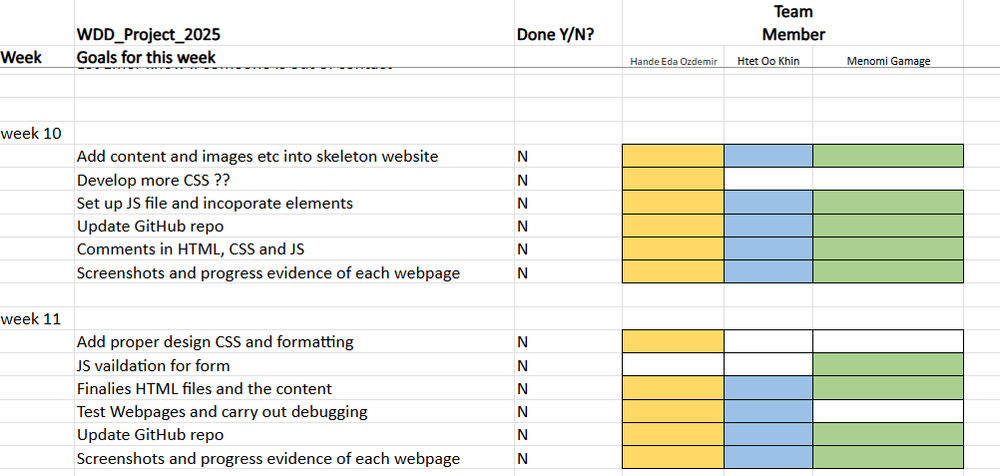 Team
WDD_Project_2025 Done Y/N? Member
Week Goals for this week Hande Eda Ozdemir Htet Oo Khin Menomi Gamage
week 10
Add content and images etc into skeleton website N
Develop more CSS ?? N
Set up JS file and incoporate elements N
Update GitHub repo N
Comments in HTML, CSS and JS N
Screenshots and progress evidence of each webpage N
week 11
Add proper design CSS and formatting N
JS vaildation for form N
Finalies HTML files and the content N
Test Webpages and carry out debugging N
Update GitHub repo N
Screenshots and progress evidence of each webpage N